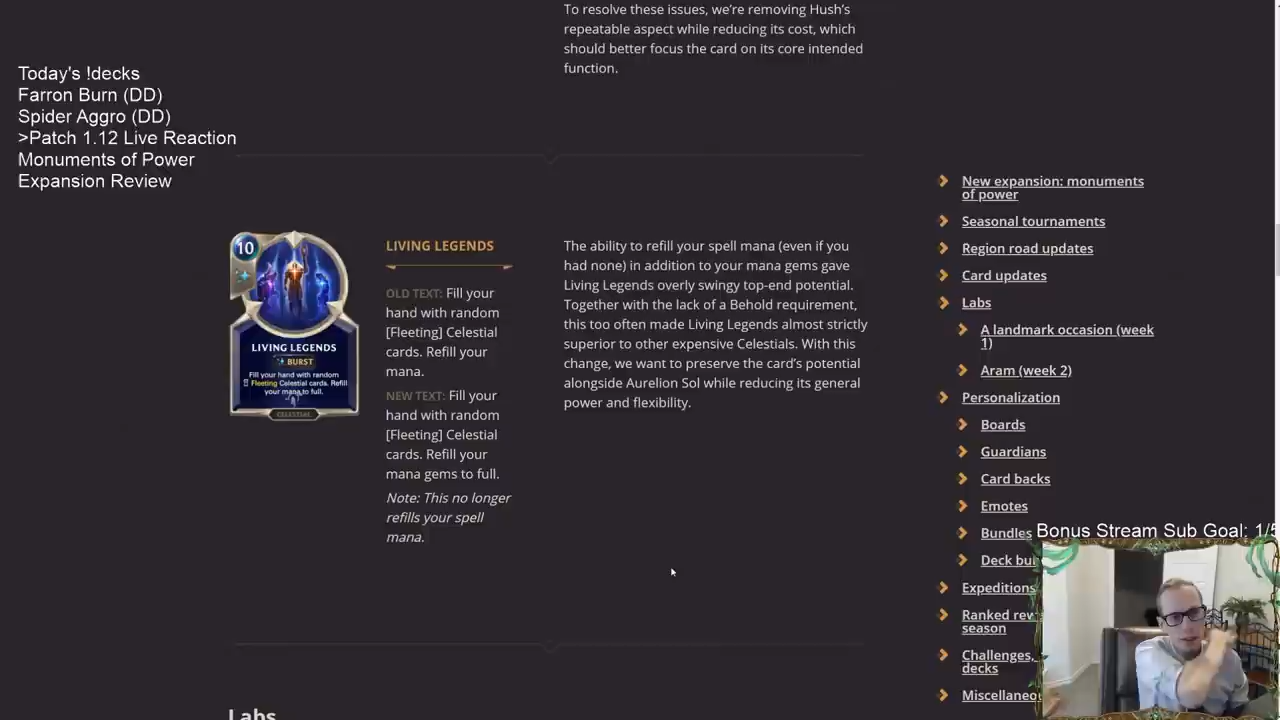 To resolve these issues, we're removing Hush's
repeatable aspect while reducing its cost, which
should better focus the card on its core intended
function.
Today's !decks
Farron Burn (DD)
Spider Aggro (DD)
>Patch 1.12 Live Reaction
Monuments of Power
Expansion Review
10
LIVING LEGENDS
BURST
Fill your hand with random
Fleeting Celestial cards. Refill
your mana to full.
CELESTIAL
LIVING LEGENDS
OLD TEXT: Fill your
hand with random
[Fleeting] Celestial
cards. Refill your
mana.
NEW TEXT: Fill your
hand with random
[Fleeting] Celestial
cards. Refill your
mana gems to full.
Note: This no longer
refills your spell
mana.
The ability to refill your spell mana (even if you
had none) in addition to your mana gems gave
Living Legends overly swingy top-end potential.
Together with the lack of a Behold requirement,
this too often made Living Legends almost strictly
superior to other expensive Celestials. With this
change, we want to preserve the card's potential
alongside Aurelion Sol while reducing its general
power and flexibility.
New expansion: monuments
of power
Seasonal tournaments
Region road updates
Card updates
Labs
A landmark occasion (week
1)
Aram (week 2)
Personalization
Boards
Guardians
Card backs
Emotes
Bundles
Deck
Expeditions
Ranked
season
Challenges,
decks
Bonus Stream Sub Goal: 1/5
Labs